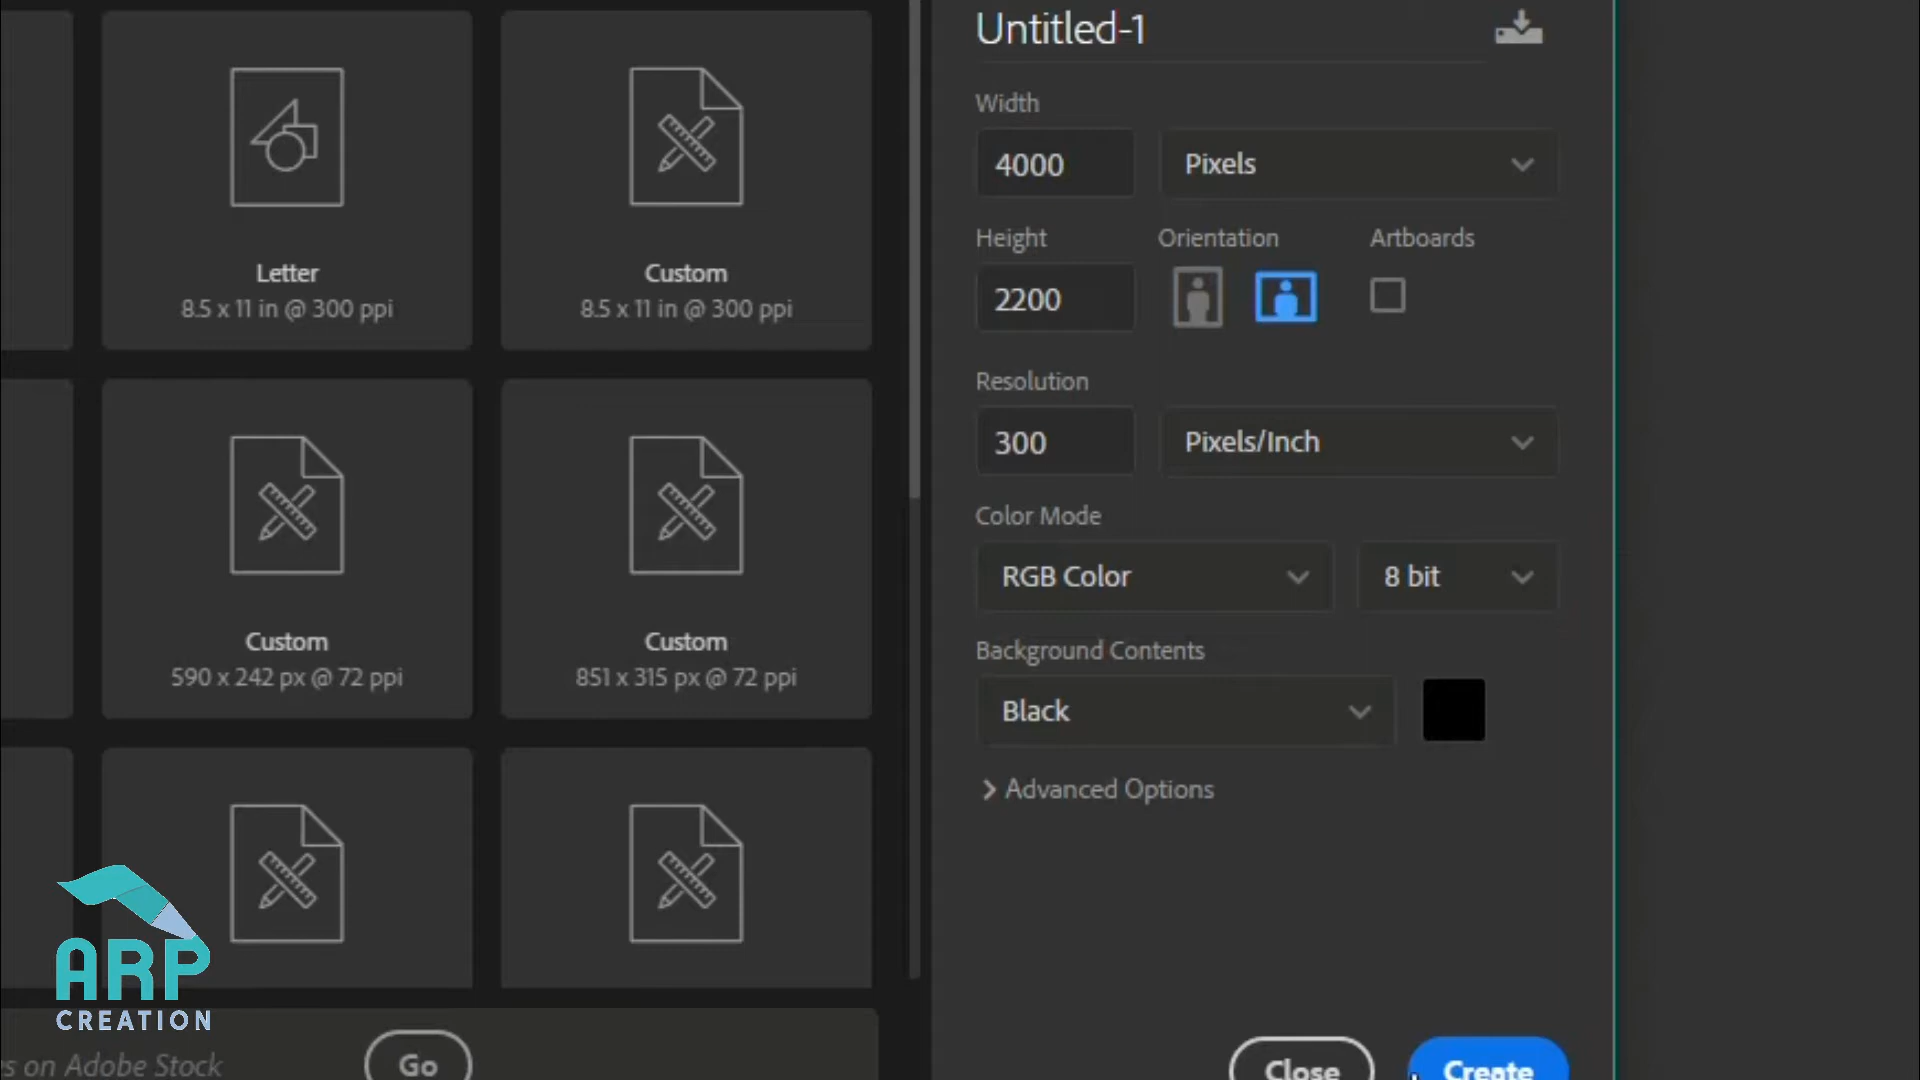 Untitled-1
Width
4000
Pixels
Height
Orientation
Artboards
2200
Resolution
300
Pixels/Inch
Color Mode
RGB Color
8 bit
Background Contents
Black
Advanced Options
Close
Create
Letter
8.5 x 11 in @ 300 ppi
Custom
8.5 x 11 in @ 300 ppi
Custom
590 x 242 px @ 72 ppi
Custom
851 x 315 px @ 72 ppi
on Adobe Stock
Go
ARP
CREATION